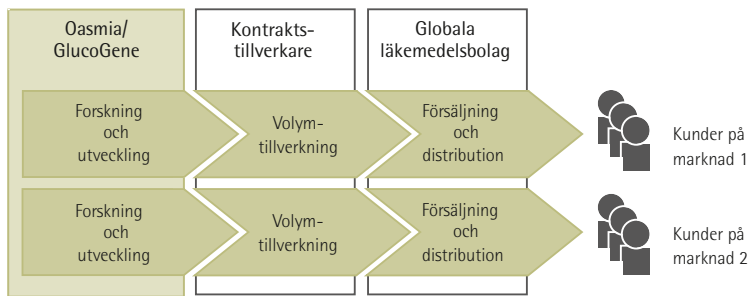 Oasmia/
GlucoGene
Kontrakts-
tillverkare
Globala
läkemedelsbolag
Forskning
och
utveckling
Volym-
tillverkning
Försäljning
och
distribution
Kunder på
marknad 1
Forskning
och
utveckling
Volym-
tillverkning
Försäljning
och
distribution
Kunder på
marknad 2